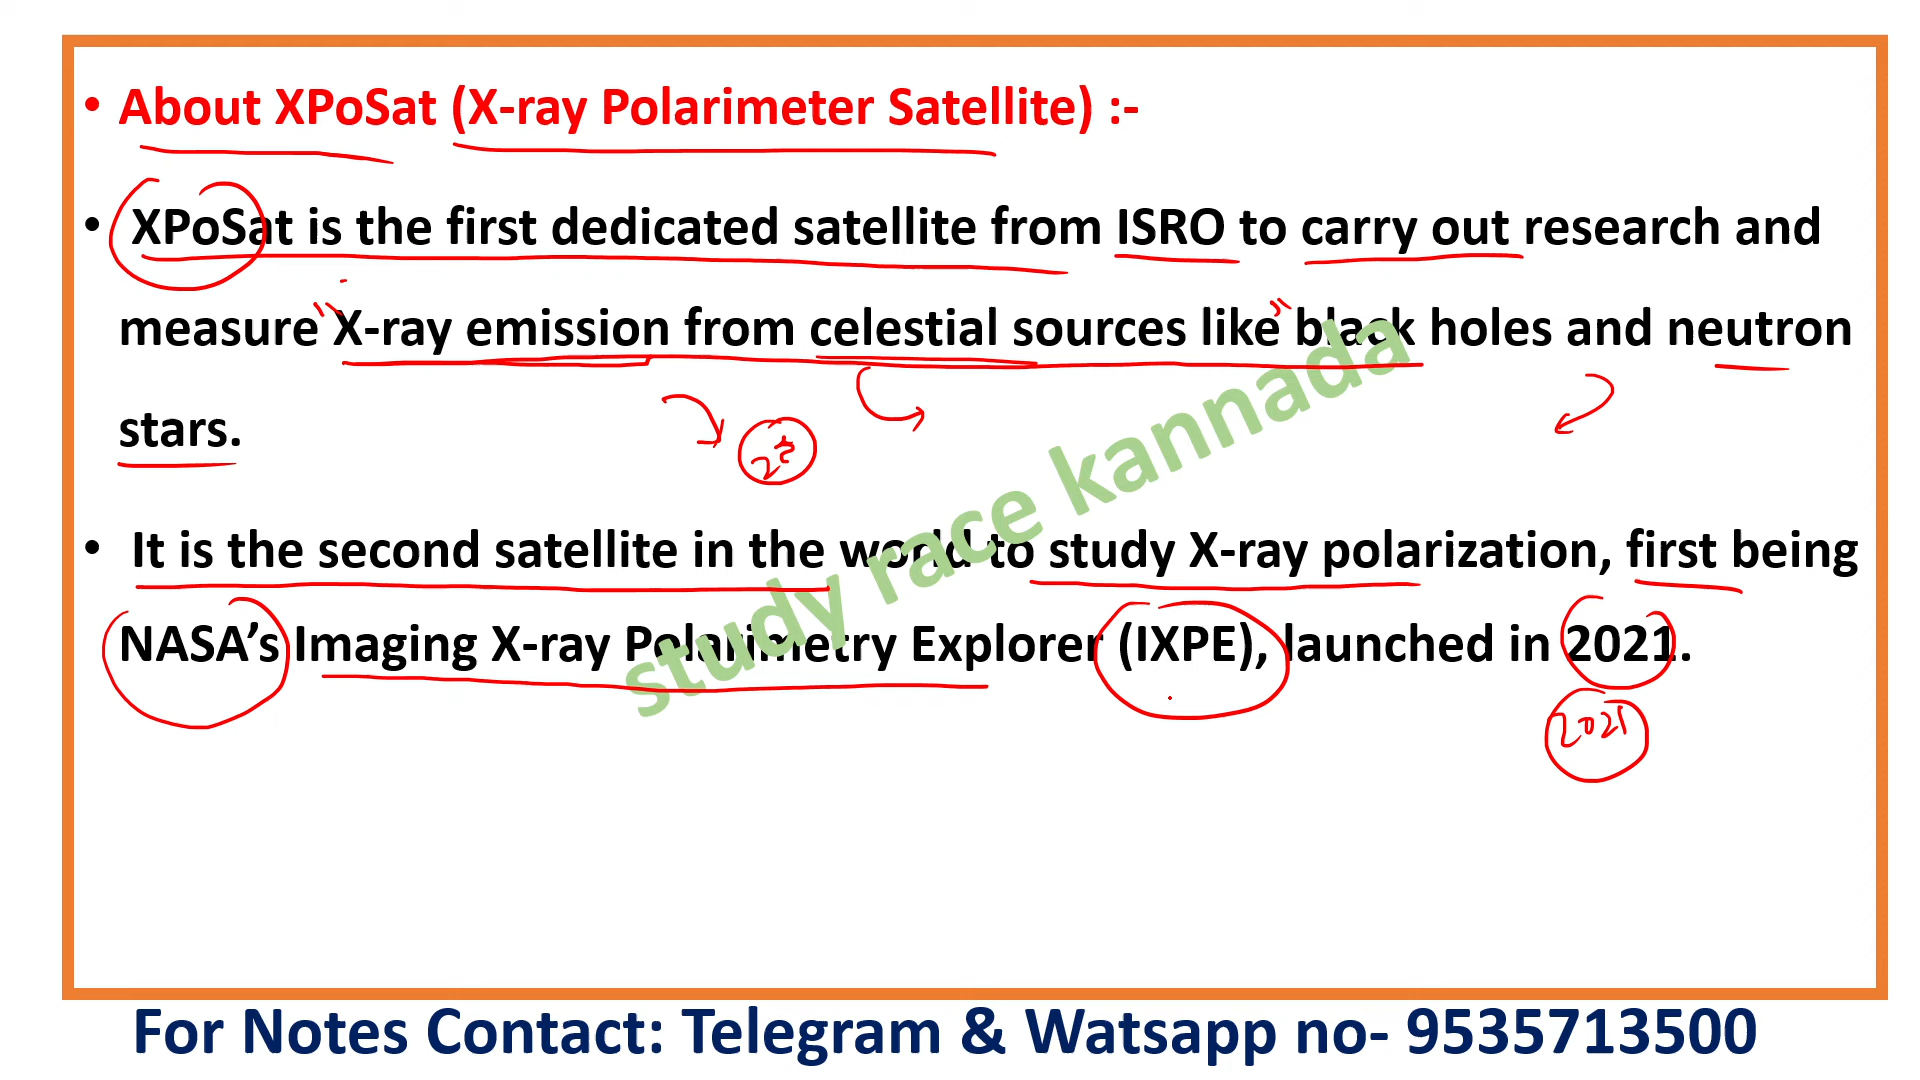 • About XPoSat (X-ray Polarimeter Satellite) :-
• XPoSat is the first dedicated satellite from ISRO to carry out research and
measure X-ray emission from celestial sources like black holes and neutron
stars.
• It is the second satellite in the world to study X-ray polarization, first being
NASA’s Imaging X-ray Polarimetry Explorer (IXPE), launched in 2021.
2021
study race kannada
For Notes Contact: Telegram & Watsapp no- 9535713500